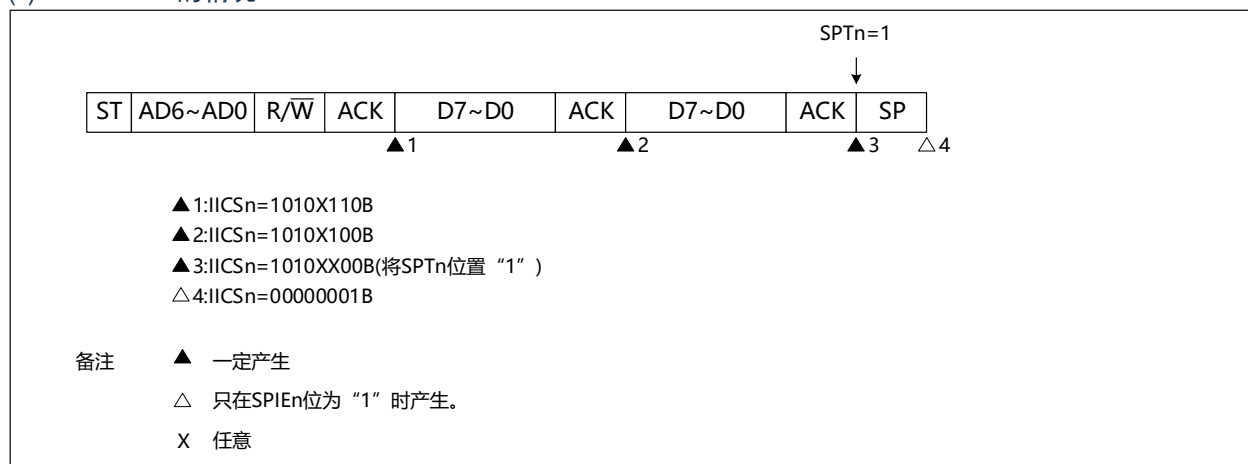 的情况
SPTn=1
ST AD6~AD0 R/W̅ ACK D7~D0 ACK D7~D0 ACK SP
▲1 ▲2 ▲3 △4
▲1:IICSn=1010X110B
▲2:IICSn=1010X100B
▲3:IICSn=1010XX00B(将SPTn位置“1”)
△4:IICSn=00000001B
备注 ▲ 一定产生
△ 只在SPIEn位为“1”时产生。
X 任意